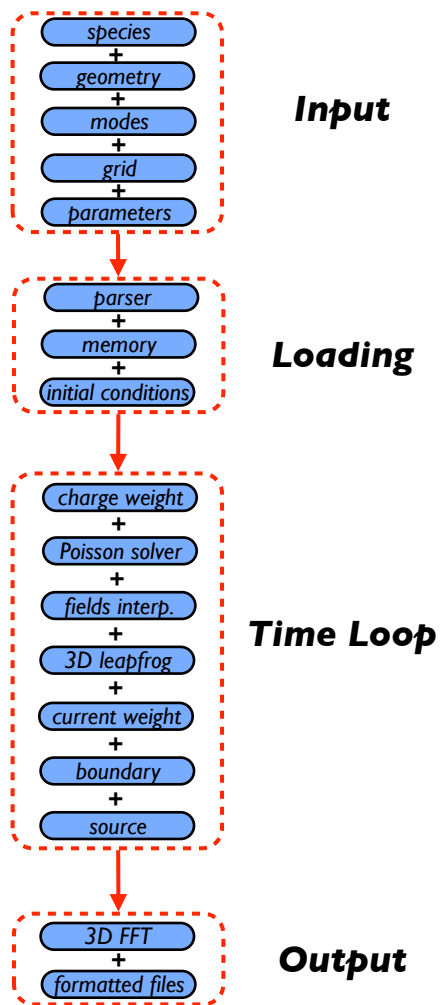 species
+
geometry
+
modes
+
grid
+
parameters
Input
parser
+
memory
+
initial conditions
Loading
charge weight
+
Poisson solver
+
fields interp.
+
3D leapfrog
+
current weight
+
boundary
+
source
Time Loop
3D FFT
+
formatted files
Output